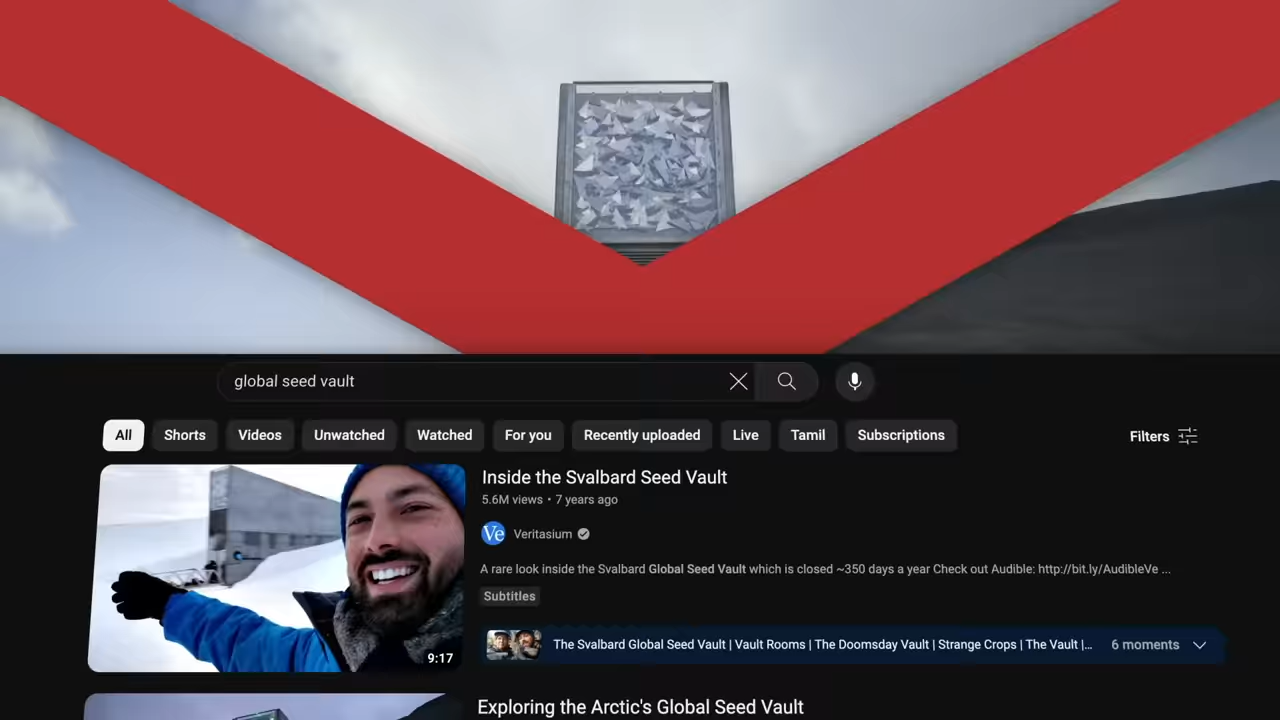 global seed vault
All Shorts Videos Unwatched Watched For you Recently uploaded Live Tamil Subscriptions Filters
Inside the Svalbard Seed Vault
5.6M views • 7 years ago
Ve Veritasium
A rare look inside the Svalbard Global Seed Vault which is closed ~350 days a year Check out Audible: http://bit.ly/AudibleVe ...
Subtitles
The Svalbard Global Seed Vault | Vault Rooms | The Doomsday Vault | Strange Crops | The Vault |... 6 moments
9:17
Exploring the Arctic's Global Seed Vault